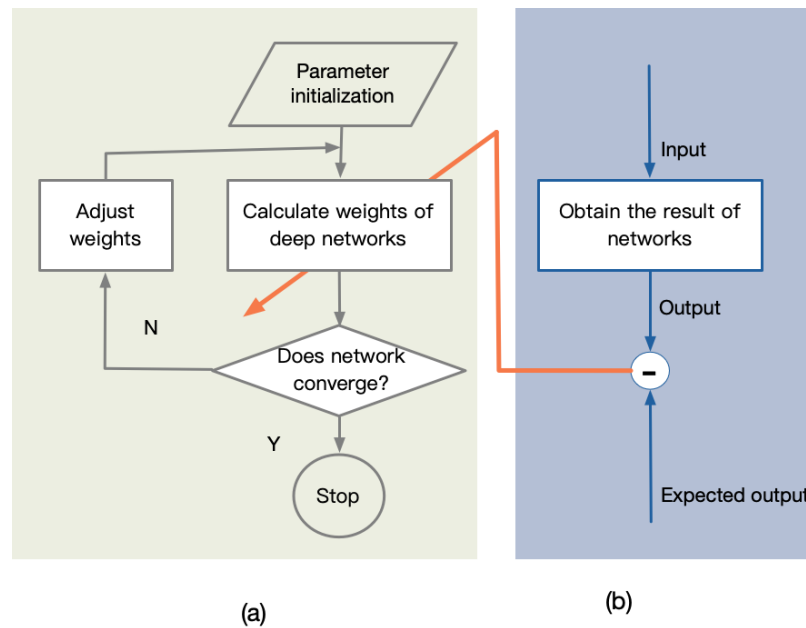 Parameter
initialization
Adjust
weights
Calculate weights of
deep networks
N
Does network
converge?
Y
Stop
(a)
Input
Obtain the result of
networks
Output
-
Expected output
(b)